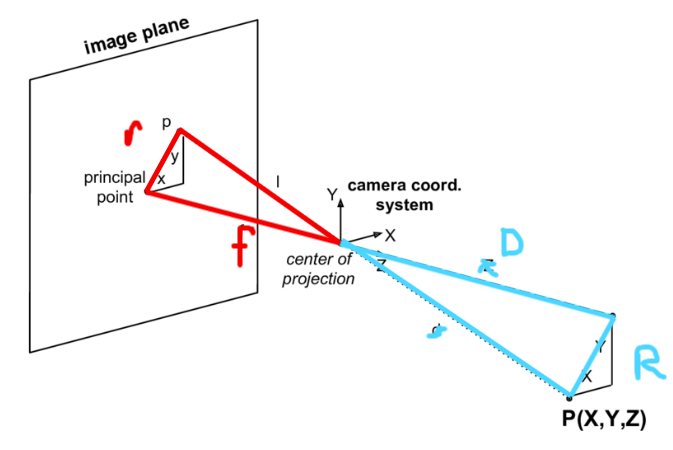 image plane
r
p
y
principal
point
x
l
f
Y
camera coord.
system
X
center of
projection
Z
D
R
Y
X
P(X,Y,Z)